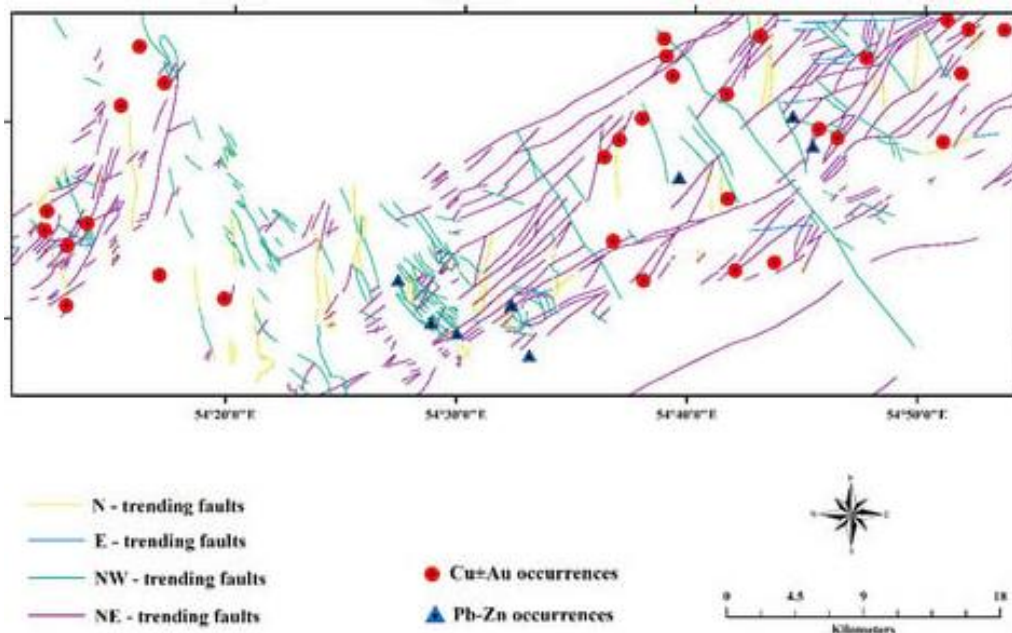 54°20'0"E 54°30'0"E 54°40'0"E 54°50'0"E
N - trending faults
E - trending faults
NW - trending faults
NE - trending faults
Cu±Au occurrences
Pb-Zn occurrences
0 4.5 9 18
Kilometers